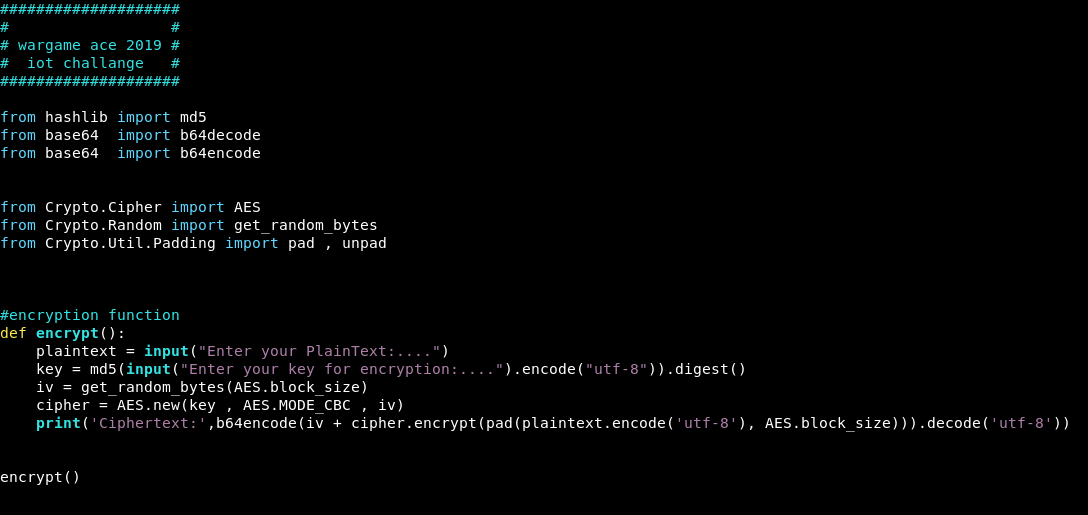 ####################
#                  #
# wargame ace 2019 #
#  iot challange   #
####################
from hashlib import md5
from base64  import b64decode
from base64  import b64encode
from Crypto.Cipher import AES
from Crypto.Random import get_random_bytes
from Crypto.Util.Padding import pad , unpad
#encryption function
def encrypt():
    plaintext = input("Enter your PlainText:....")
    key = md5(input("Enter your key for encryption:....").encode("utf-8")).digest()
    iv = get_random_bytes(AES.block_size)
    cipher = AES.new(key , AES.MODE_CBC , iv)
    print('Ciphertext:',b64encode(iv + cipher.encrypt(pad(plaintext.encode('utf-8'), AES.block_size))).decode('utf-8'))
encrypt()